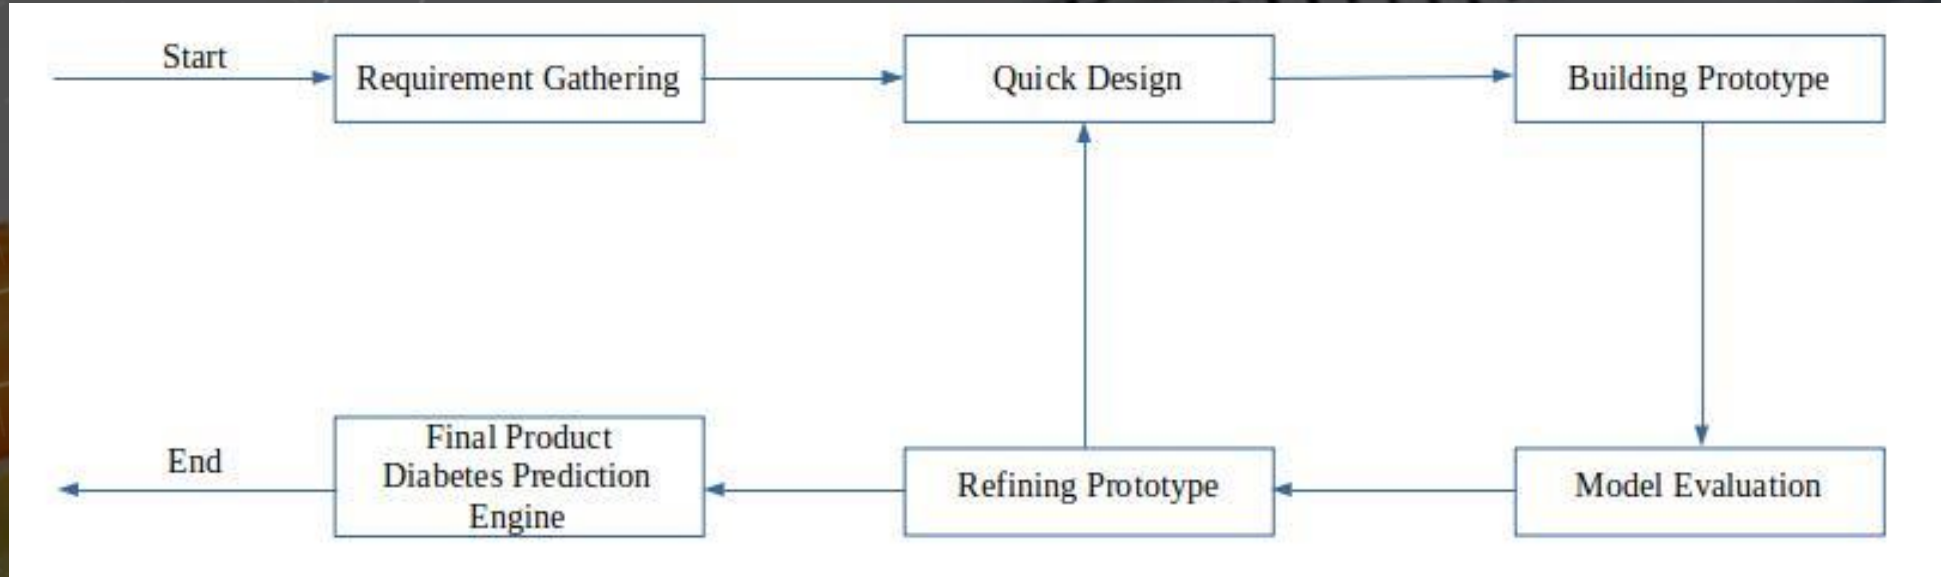 Start
Requirement Gathering
Quick Design
Building Prototype
End
Final Product
Diabetes Prediction
Engine
Refining Prototype
Model Evaluation